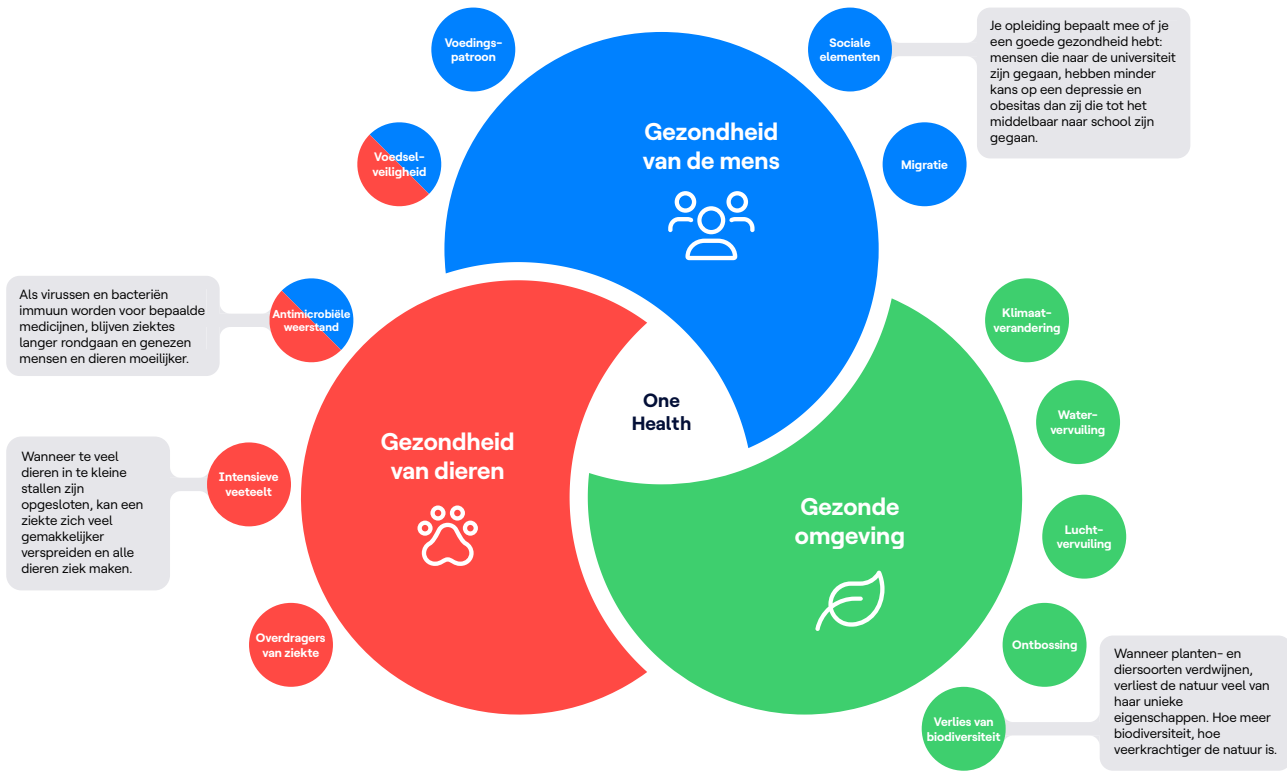 Voedings-
patroon
Sociale
elementen
Je opleiding bepaalt mee of je
een goede gezondheid hebt:
mensen die naar de universiteit
zijn gegaan, hebben minder
kans op een depressie en
obesitas dan zij die tot het
middelbaar naar school zijn
gegaan.
Gezondheid
van de mens
Voedsel-
veiligheid
Migratie
Als virussen en bacteriën
immuun worden voor bepaalde
medicijnen, blijven ziektes
langer rondgaan en genezen
mensen en dieren moeilijker.
Antimicrobiële
weerstand
Klimaat-
verandering
One
Health
Water-
vervuiling
Gezondheid
van dieren
Wanneer te veel
dieren in te kleine
stallen zijn
opgesloten, kan een
ziekte zich veel
gemakkelijker
verspreiden en alle
dieren ziek maken.
Intensieve
veeteelt
Gezonde
omgeving
Lucht-
vervuiling
Overdragers
van ziekte
Ontbossing
Wanneer planten- en
diersoorten verdwijnen,
verliest de natuur veel van
haar unieke
eigenschappen. Hoe meer
biodiversiteit, hoe
veerkrachtiger de natuur is.
Verlies van
biodiversiteit